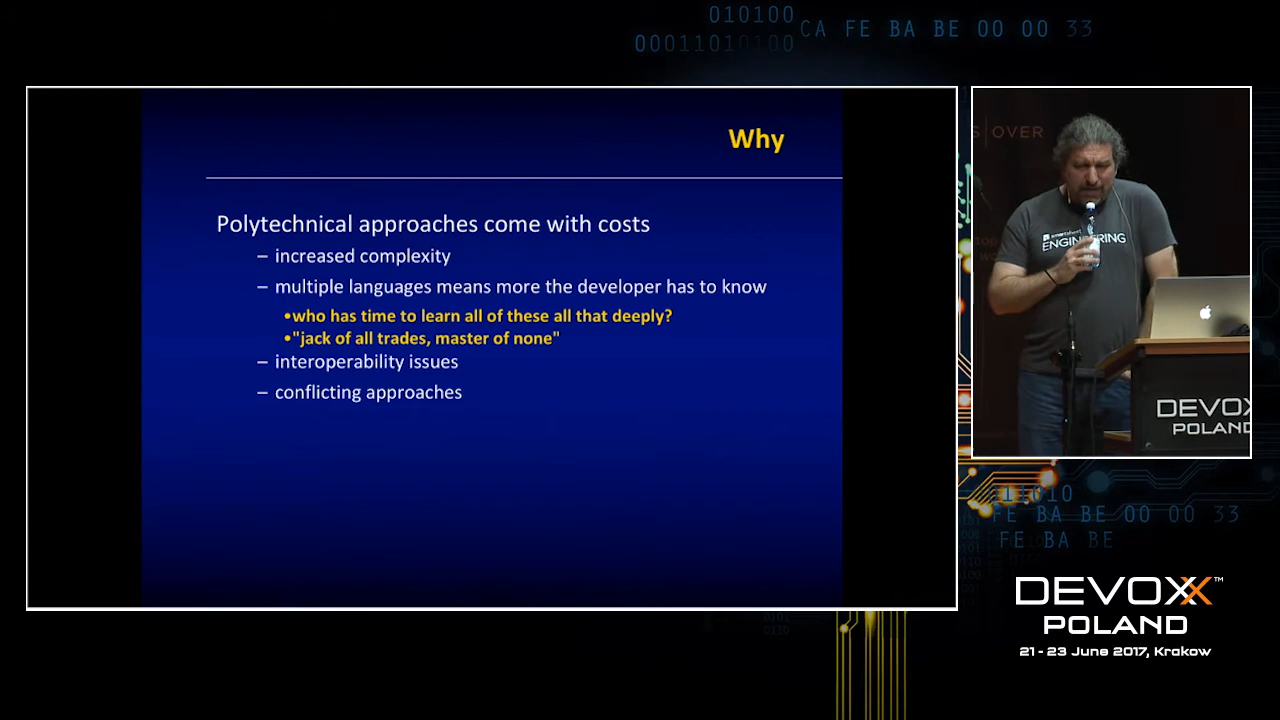 010100
00011010100
CA FE BA BE 00 00 33
Why
Polytechnical approaches come with costs
– increased complexity
– multiple languages means more the developer has to know
•who has time to learn all of these all that deeply?
•"jack of all trades, master of none"
– interoperability issues
– conflicting approaches
S | OVER
smartsheet
ENGINEERING
DEVOX
POLAND
011010
FE BA BE 00 00 33
FE BA BE
DEVOXX™
POLAND
21 - 23 June 2017, Krakow